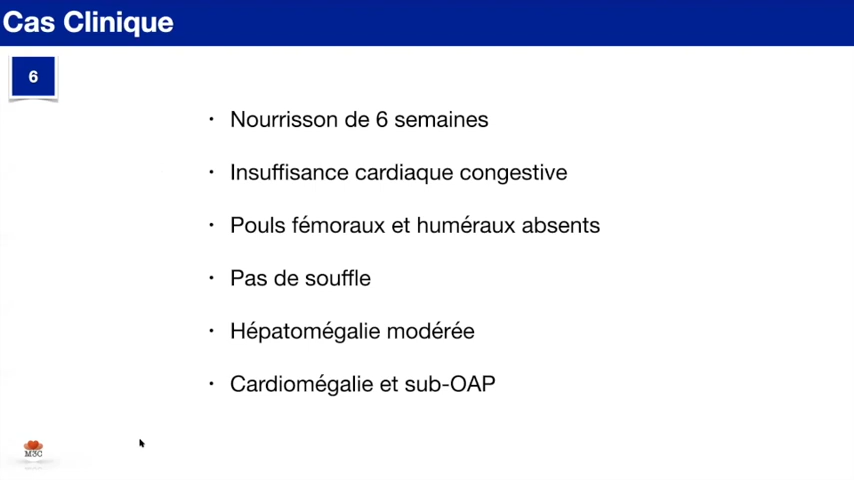 Cas Clinique
6
• Nourrisson de 6 semaines
• Insuffisance cardiaque congestive
• Pouls fémoraux et huméraux absents
• Pas de souffle
• Hépatomégalie modérée
• Cardiomégalie et sub-OAP
M3C